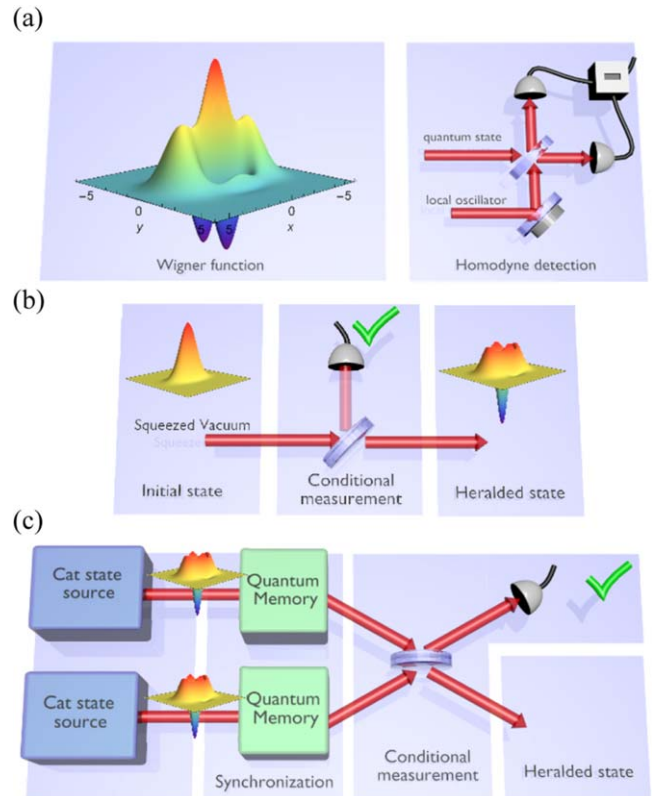 (a)
−5
0
y
5
5
0
x
−5
Wigner function
quantum state
local oscillator
Homodyne detection
(b)
Squeezed Vacuum
Initial state
Conditional
measurement
Heralded state
(c)
Cat state
source
Quantum
Memory
Cat state
source
Quantum
Memory
Synchronization
Conditional
measurement
Heralded state